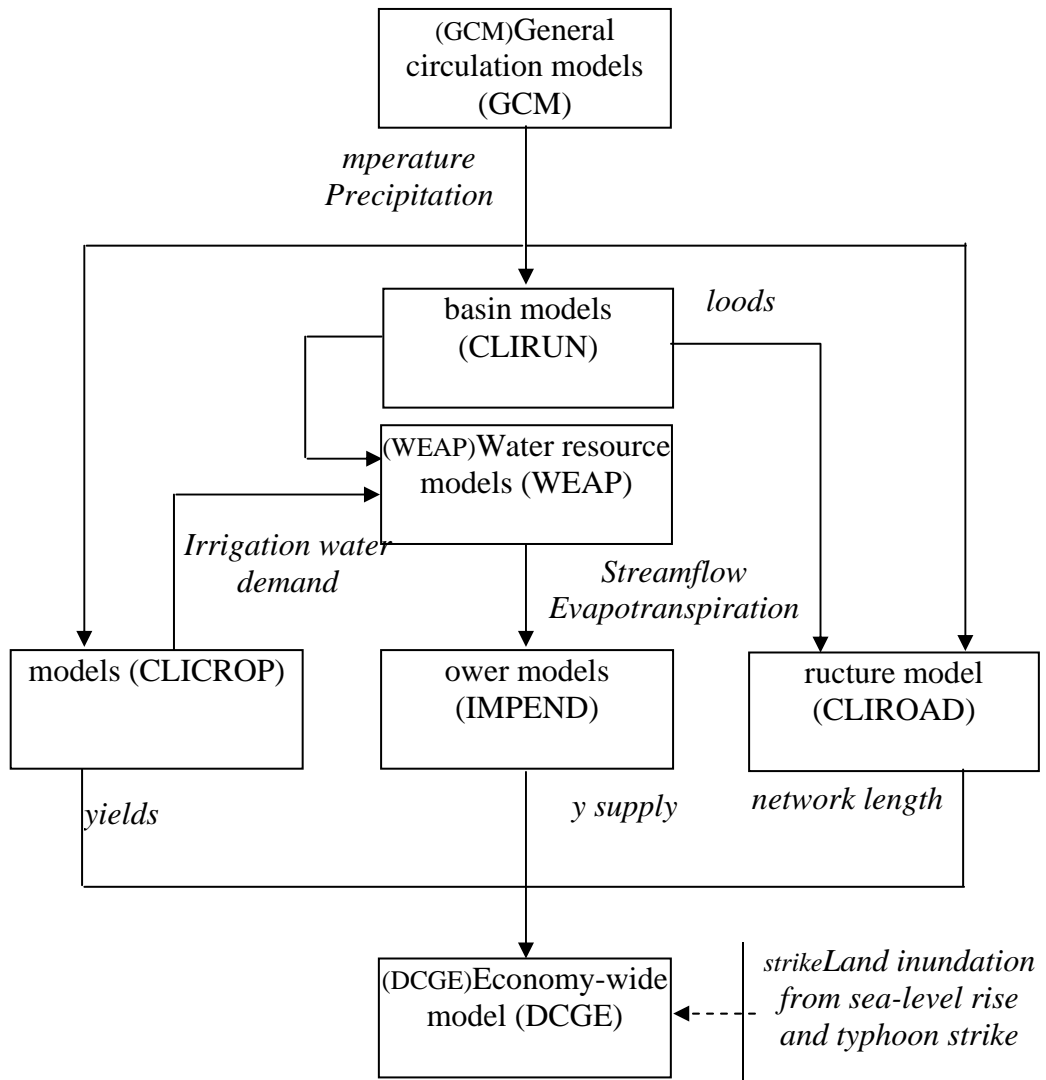 (GCM)General
circulation models
(GCM)
mperature
Precipitation
basin models
(CLIRUN)
loods
(WEAP)Water resource
models (WEAP)
Irrigation water
demand
Streamflow
Evapotranspiration
models (CLICROP)
ower models
(IMPEND)
ructure model
(CLIROAD)
yields
y supply
network length
(DCGE)Economy-wide
model (DCGE)
strikeLand inundation
from sea-level rise
and typhoon strike